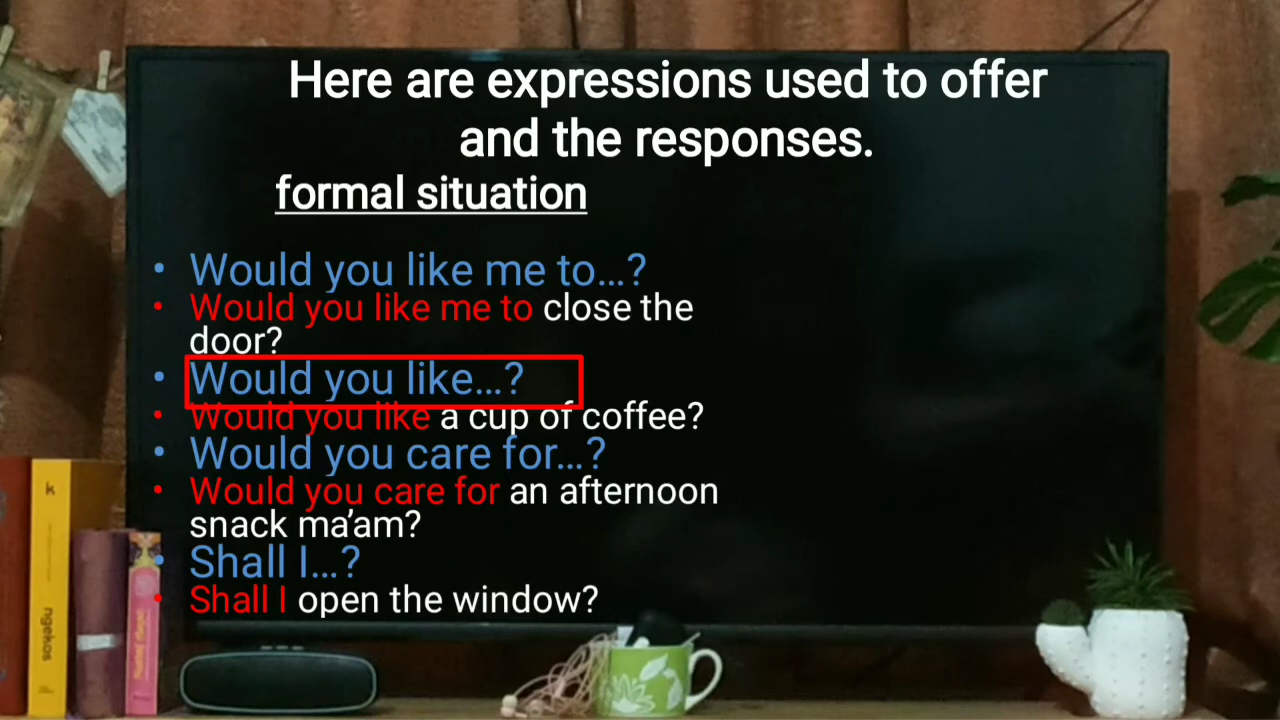 Here are expressions used to offer
and the responses.
formal situation
• Would you like me to...?
• Would you like me to close the
door?
• Would you like...?
• Would you like a cup of coffee?
• Would you care for...?
• Would you care for an afternoon
snack ma'am?
• Shall I...?
• Shall I open the window?
k
ngekos